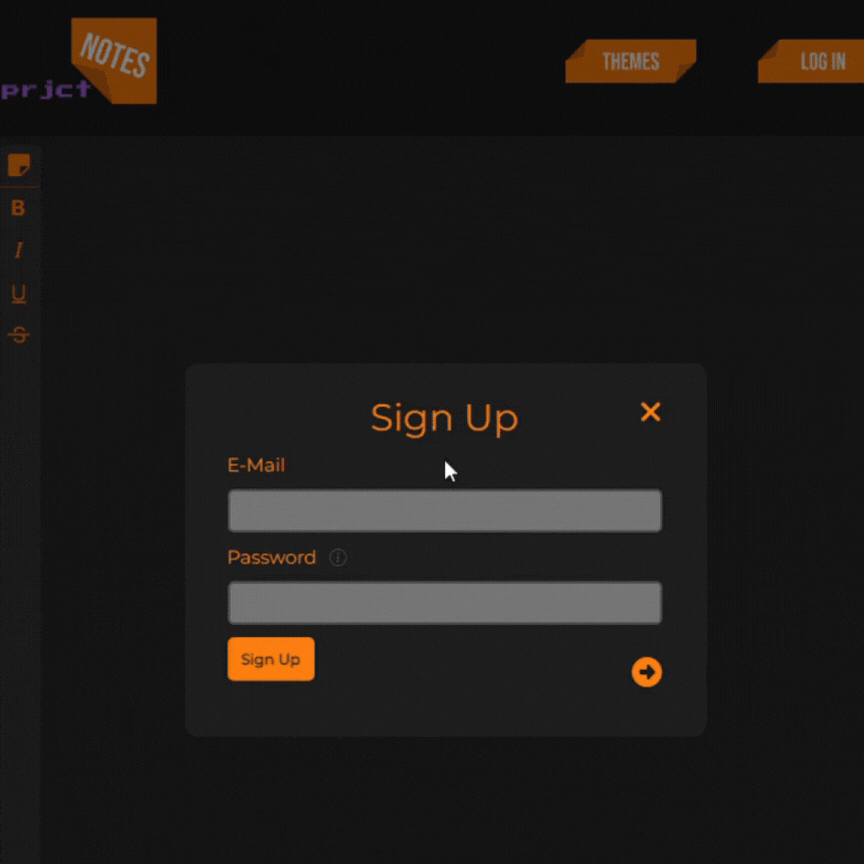 NOTES
prjct
THEMES
LOG IN
B
I
U
S
Sign Up
E-Mail
Password
Sign Up